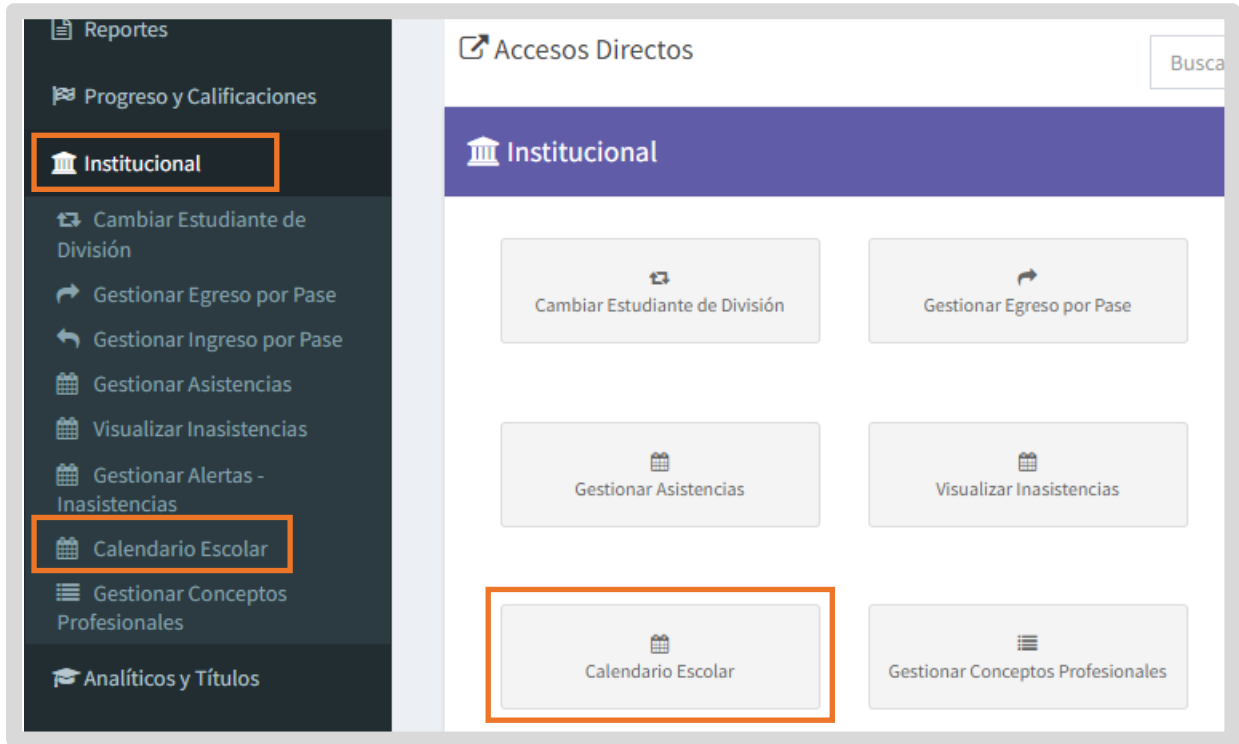 Reportes
Progreso y Calificaciones
Institucional
Cambiar Estudiante de
División
Gestionar Egreso por Pase
Gestionar Ingreso por Pase
Gestionar Asistencias
Visualizar Inasistencias
Gestionar Alertas -
Inasistencias
Calendario Escolar
Gestionar Conceptos
Profesionales
Analíticos y Títulos
Accesos Directos
Busca
Institucional
Cambiar Estudiante de División
Gestionar Egreso por Pase
Gestionar Asistencias
Visualizar Inasistencias
Calendario Escolar
Gestionar Conceptos Profesionales